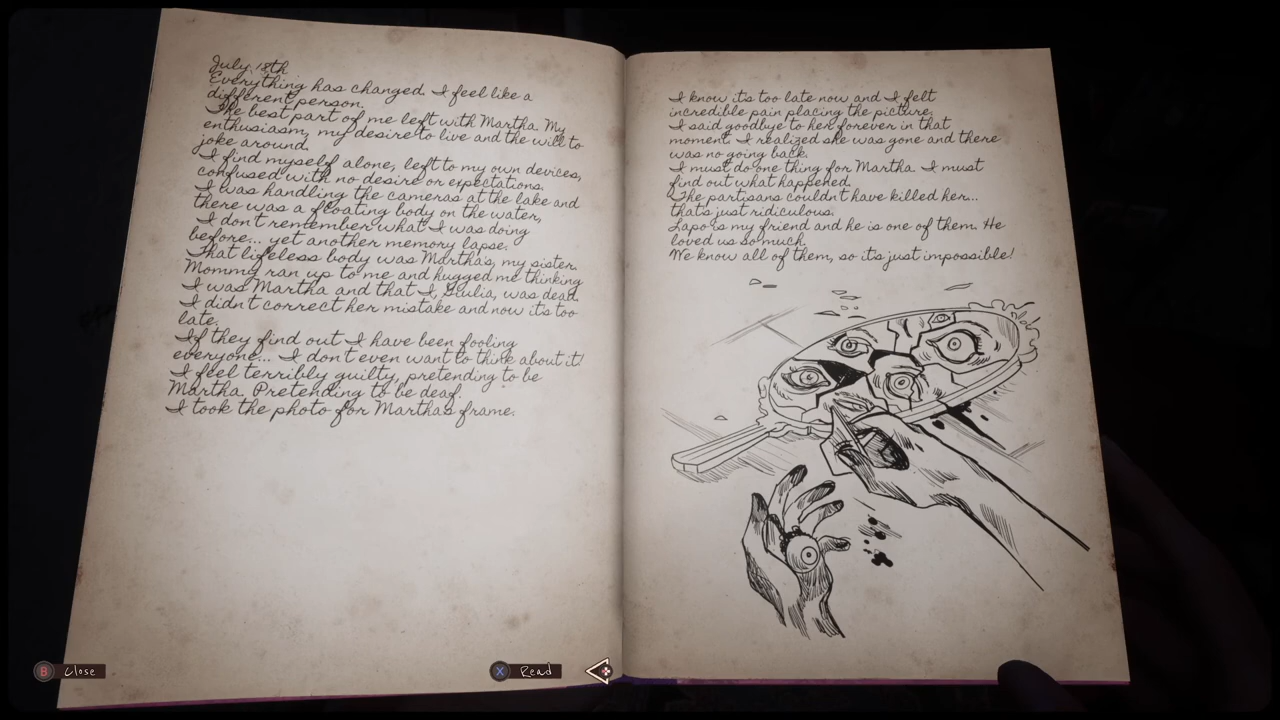 July 18th
Everything has changed. I feel like a
different person.
The best part of me left with Martha. My
enthusiasm, my desire to live and the will to
joke around.
I find myself alone, left to my own devices,
confused with no desire or expectations.
I was handling the cameras at the lake and
there was a floating body on the water,
I don't remember what I was doing
before... yet another memory lapse.
That lifeless body was Martha's, my sister.
Mommy ran up to me and hugged me thinking
I was Martha and that I, Giulia, was dead.
I didn't correct her mistake and now it's too
late.
If they find out I have been fooling
everyone... I don't even want to think about it!
I feel terribly guilty, pretending to be
Martha. Pretending to be deaf.
I took the photo for Martha's frame.
I know it's too late now and I felt
incredible pain placing the picture.
I said goodbye to her forever in that
moment. I realized she was gone and there
was no going back.
I must do one thing for Martha. I must
find out what happened.
The partisans couldn't have killed her...
that's just ridiculous.
Lapo is my friend and he is one of them. He
loved us so much.
We know all of them, so it's just impossible!
B Close
X Read